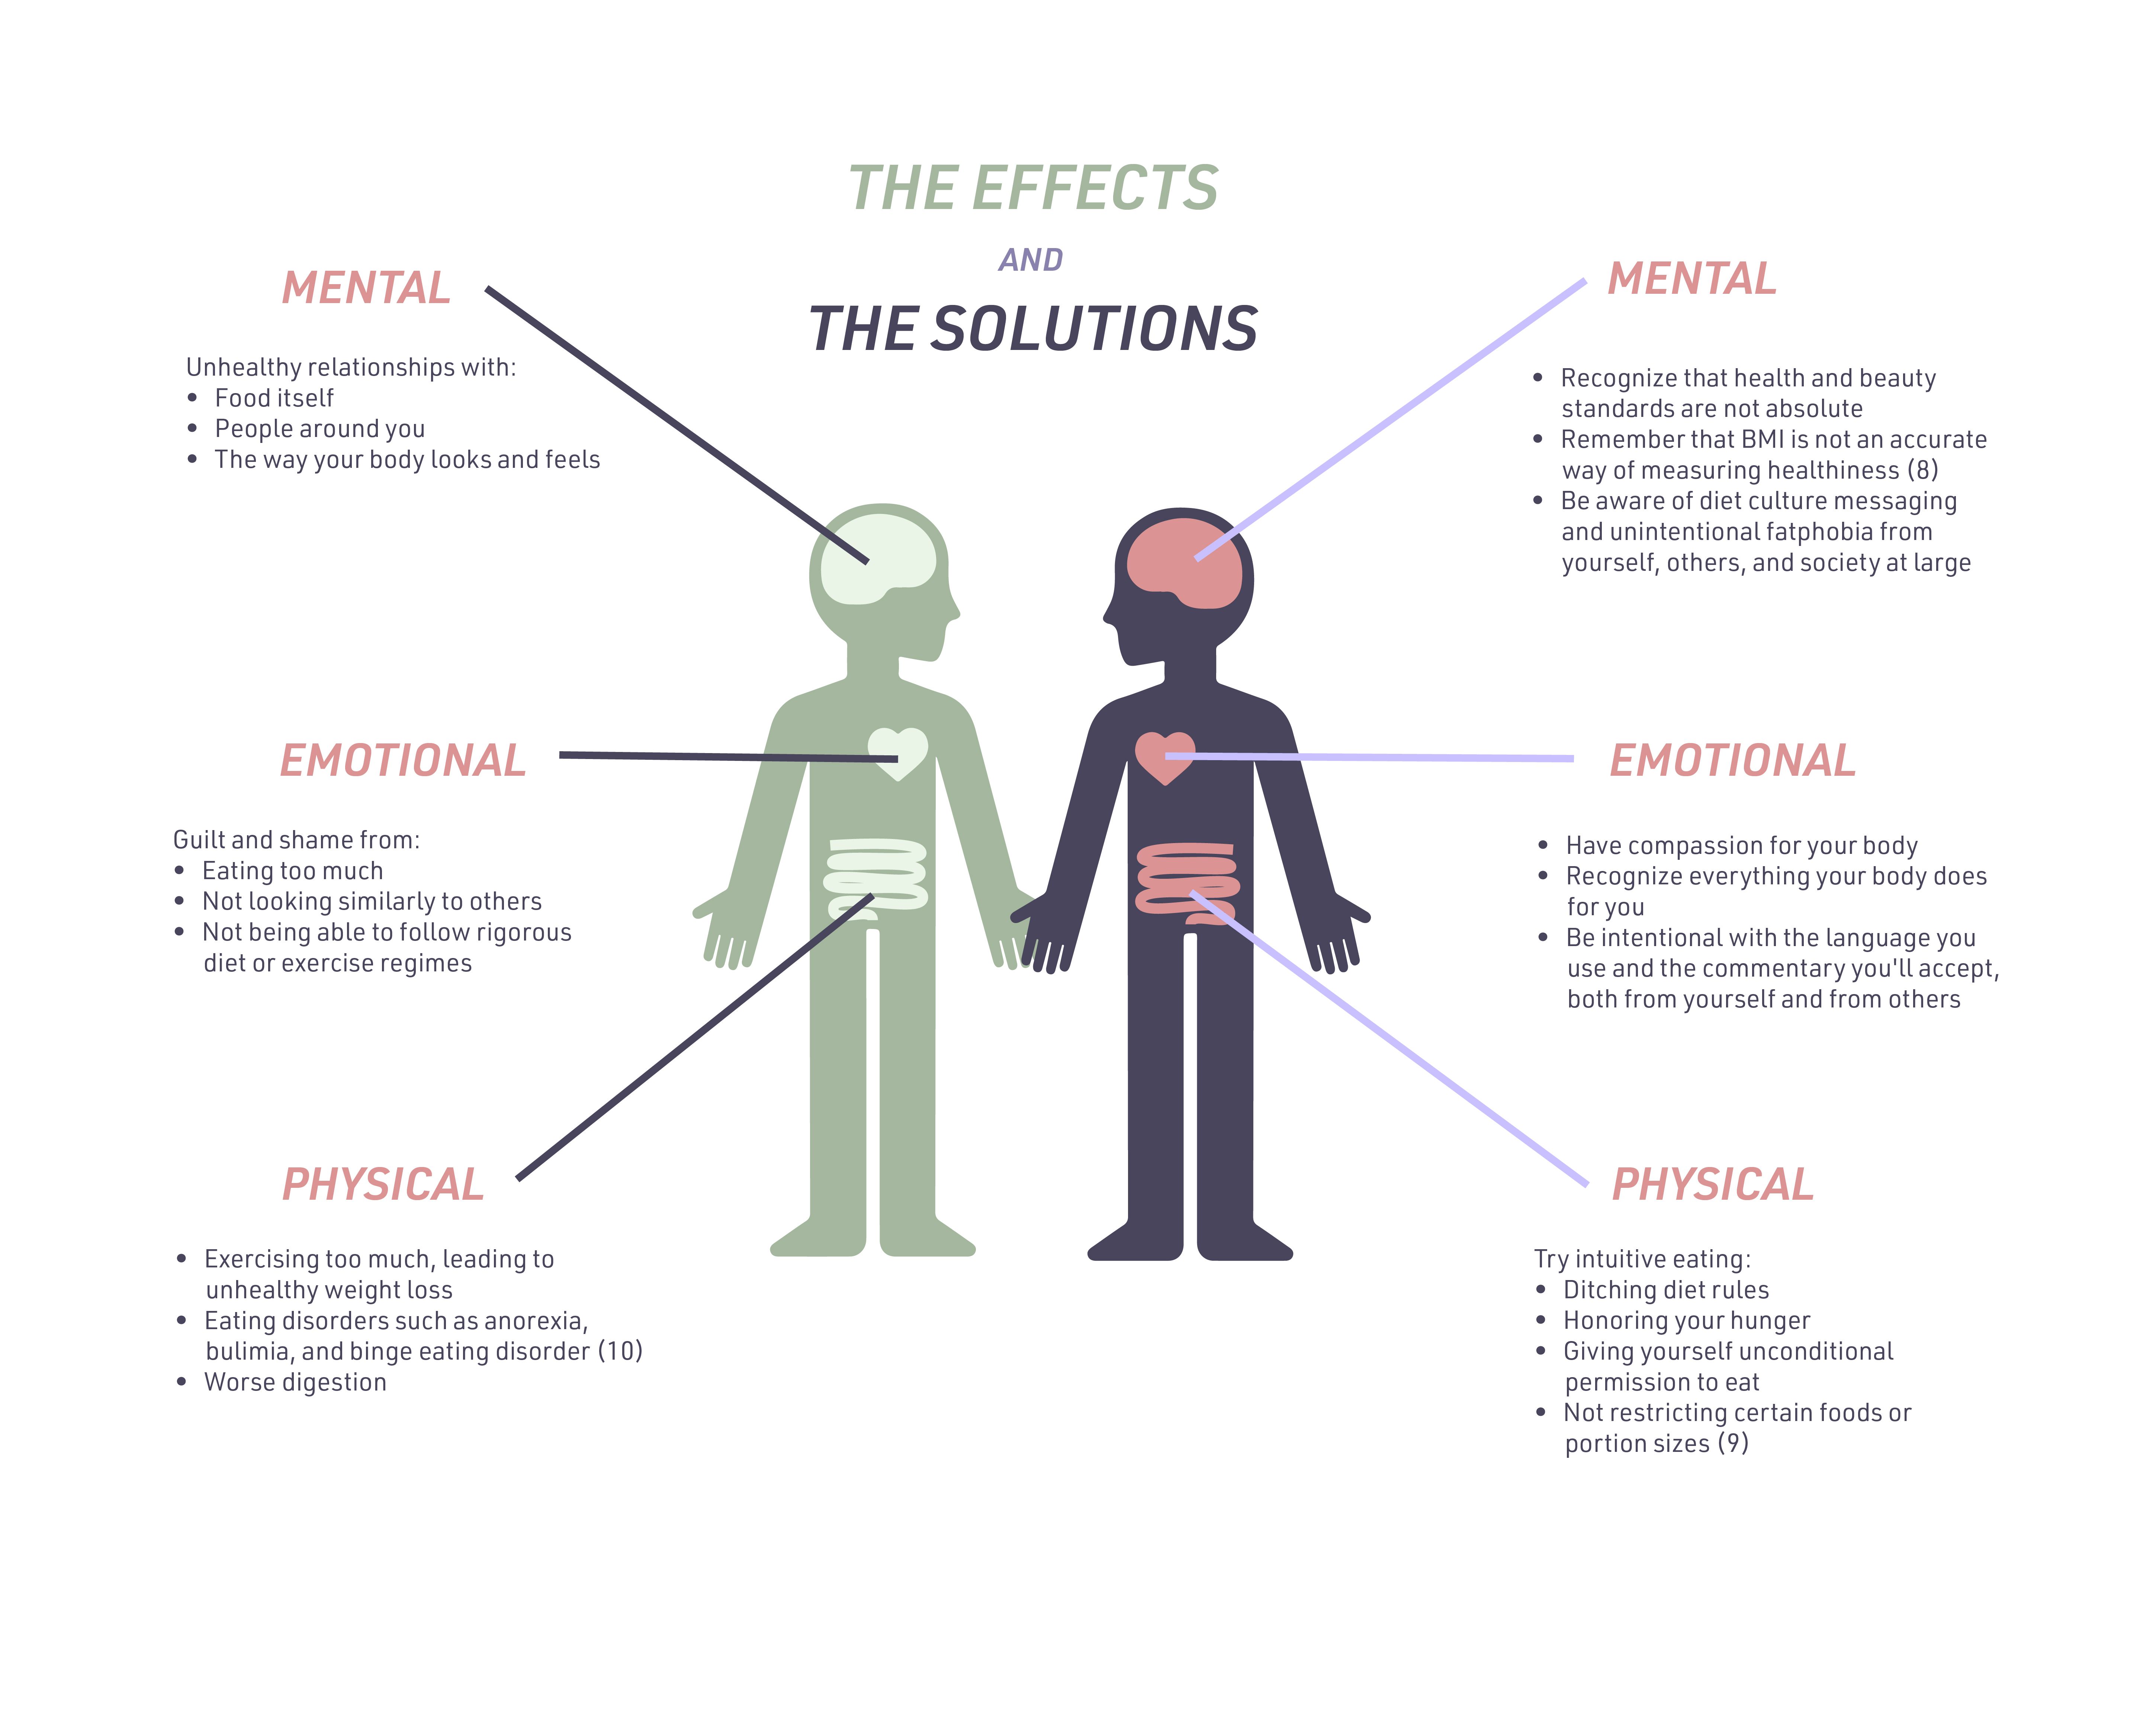 THE EFFECTS
AND
THE SOLUTIONS
MENTAL
Unhealthy relationships with:
• Food itself
• People around you
• The way your body looks and feels
EMOTIONAL
Guilt and shame from:
• Eating too much
• Not looking similarly to others
• Not being able to follow rigorous
diet or exercise regimes
PHYSICAL
• Exercising too much, leading to
unhealthy weight loss
• Eating disorders such as anorexia,
bulimia, and binge eating disorder (10)
• Worse digestion
MENTAL
• Recognize that health and beauty
standards are not absolute
• Remember that BMI is not an accurate
way of measuring healthiness (8)
• Be aware of diet culture messaging
and unintentional fatphobia from
yourself, others, and society at large
EMOTIONAL
• Have compassion for your body
• Recognize everything your body does
for you
• Be intentional with the language you
use and the commentary you'll accept,
both from yourself and from others
PHYSICAL
Try intuitive eating:
• Ditching diet rules
• Honoring your hunger
• Giving yourself unconditional
permission to eat
• Not restricting certain foods or
portion sizes (9)